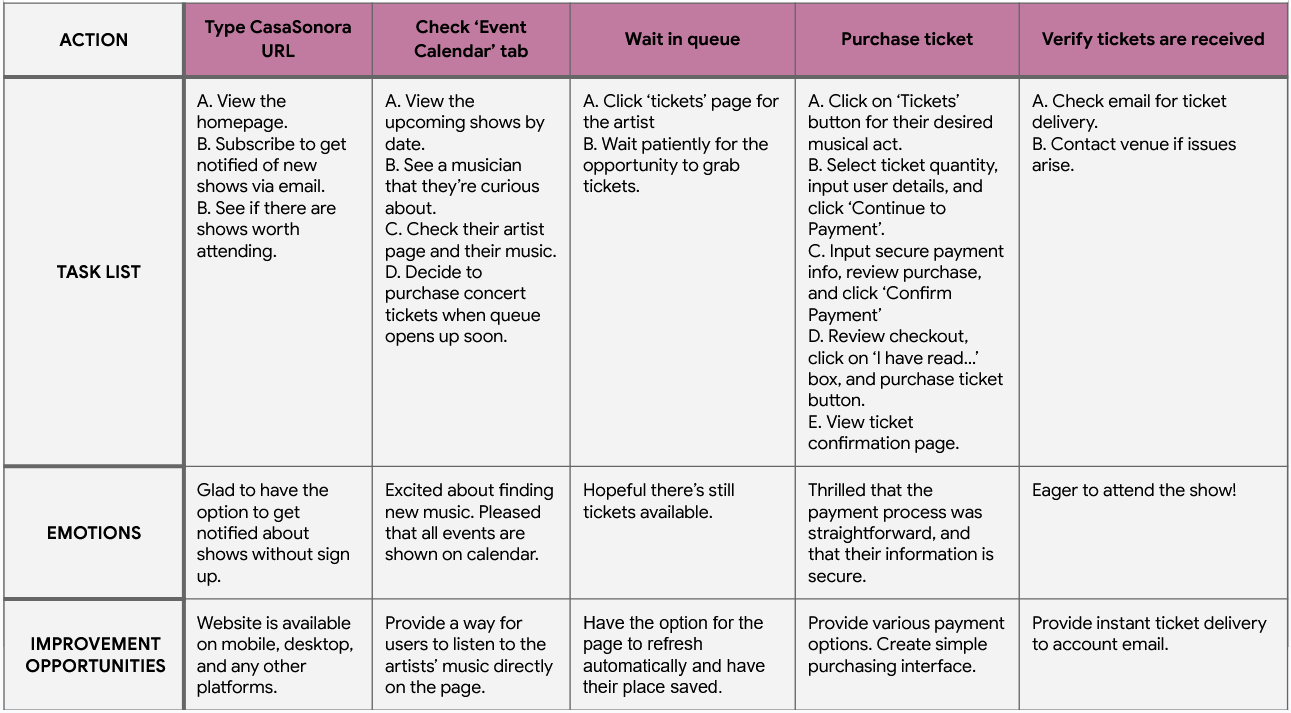 ACTION
Type CasaSonora
URL
Check ‘Event
Calendar’ tab
Wait in queue
Purchase ticket
Verify tickets are received
TASK LIST
A. View the
homepage.
B. Subscribe to get
notified of new
shows via email.
B. See if there are
shows worth
attending.
A. View the
upcoming shows by
date.
B. See a musician
that they’re curious
about.
C. Check their artist
page and their music.
D. Decide to
purchase concert
tickets when queue
opens up soon.
A. Click ‘tickets’ page for
the artist
B. Wait patiently for the
opportunity to grab
tickets.
A. Click on ‘Tickets’
button for their desired
musical act.
B. Select ticket quantity,
input user details, and
click ‘Continue to
Payment’.
C. Input secure payment
info, review purchase,
and click ‘Confirm
Payment’
D. Review checkout,
click on ‘I have read...’
box, and purchase ticket
button.
E. View ticket
confirmation page.
A. Check email for ticket
delivery.
B. Contact venue if issues
arise.
EMOTIONS
Glad to have the
option to get
notified about
shows without sign
up.
Excited about finding
new music. Pleased
that all events are
shown on calendar.
Hopeful there’s still
tickets available.
Thrilled that the
payment process was
straightforward, and
that their information is
secure.
Eager to attend the show!
IMPROVEMENT
OPPORTUNITIES
Website is available
on mobile, desktop,
and any other
platforms.
Provide a way for
users to listen to the
artists’ music directly
on the page.
Have the option for the
page to refresh
automatically and have
their place saved.
Provide various payment
options. Create simple
purchasing interface.
Provide instant ticket delivery
to account email.